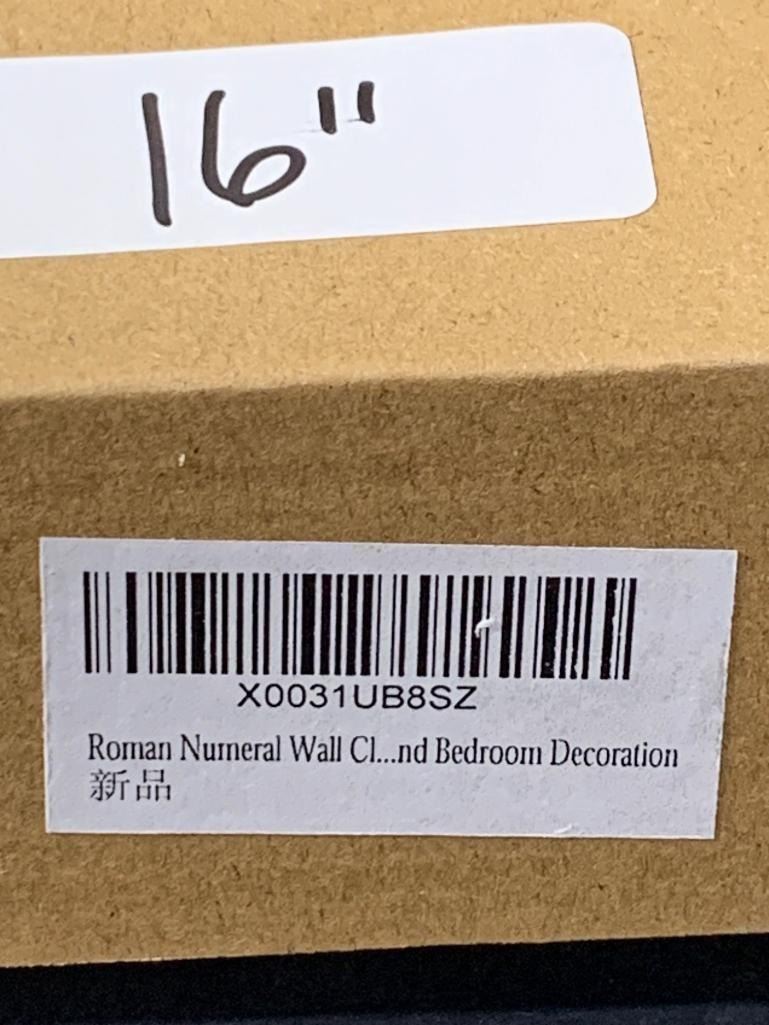 16"
X0031UB8SZ
Roman Numeral Wall Cl...nd Bedroom Decoration
新品